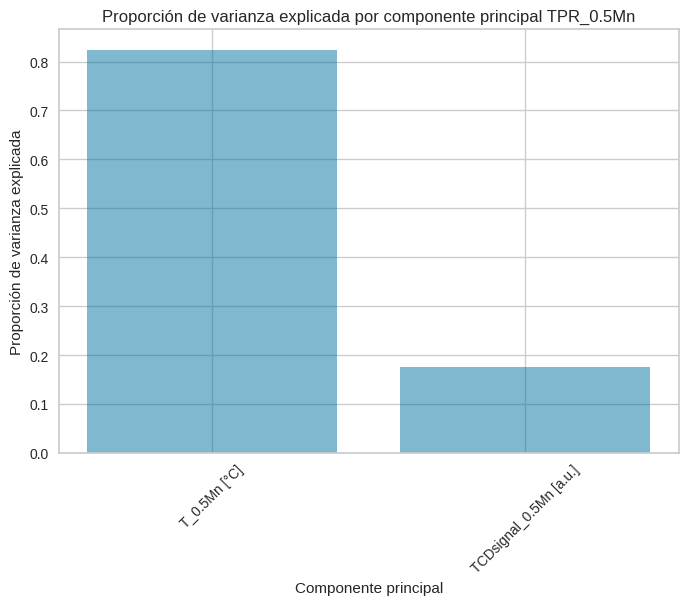 Proporción de varianza explicada por componente principal TPR_0.5Mn
Proporción de varianza explicada
0.8
0.7
0.6
0.5
0.4
0.3
0.2
0.1
0.0
T_0.5Mn [°C]
TCDsignal_0.5Mn [a.u.]
Componente principal